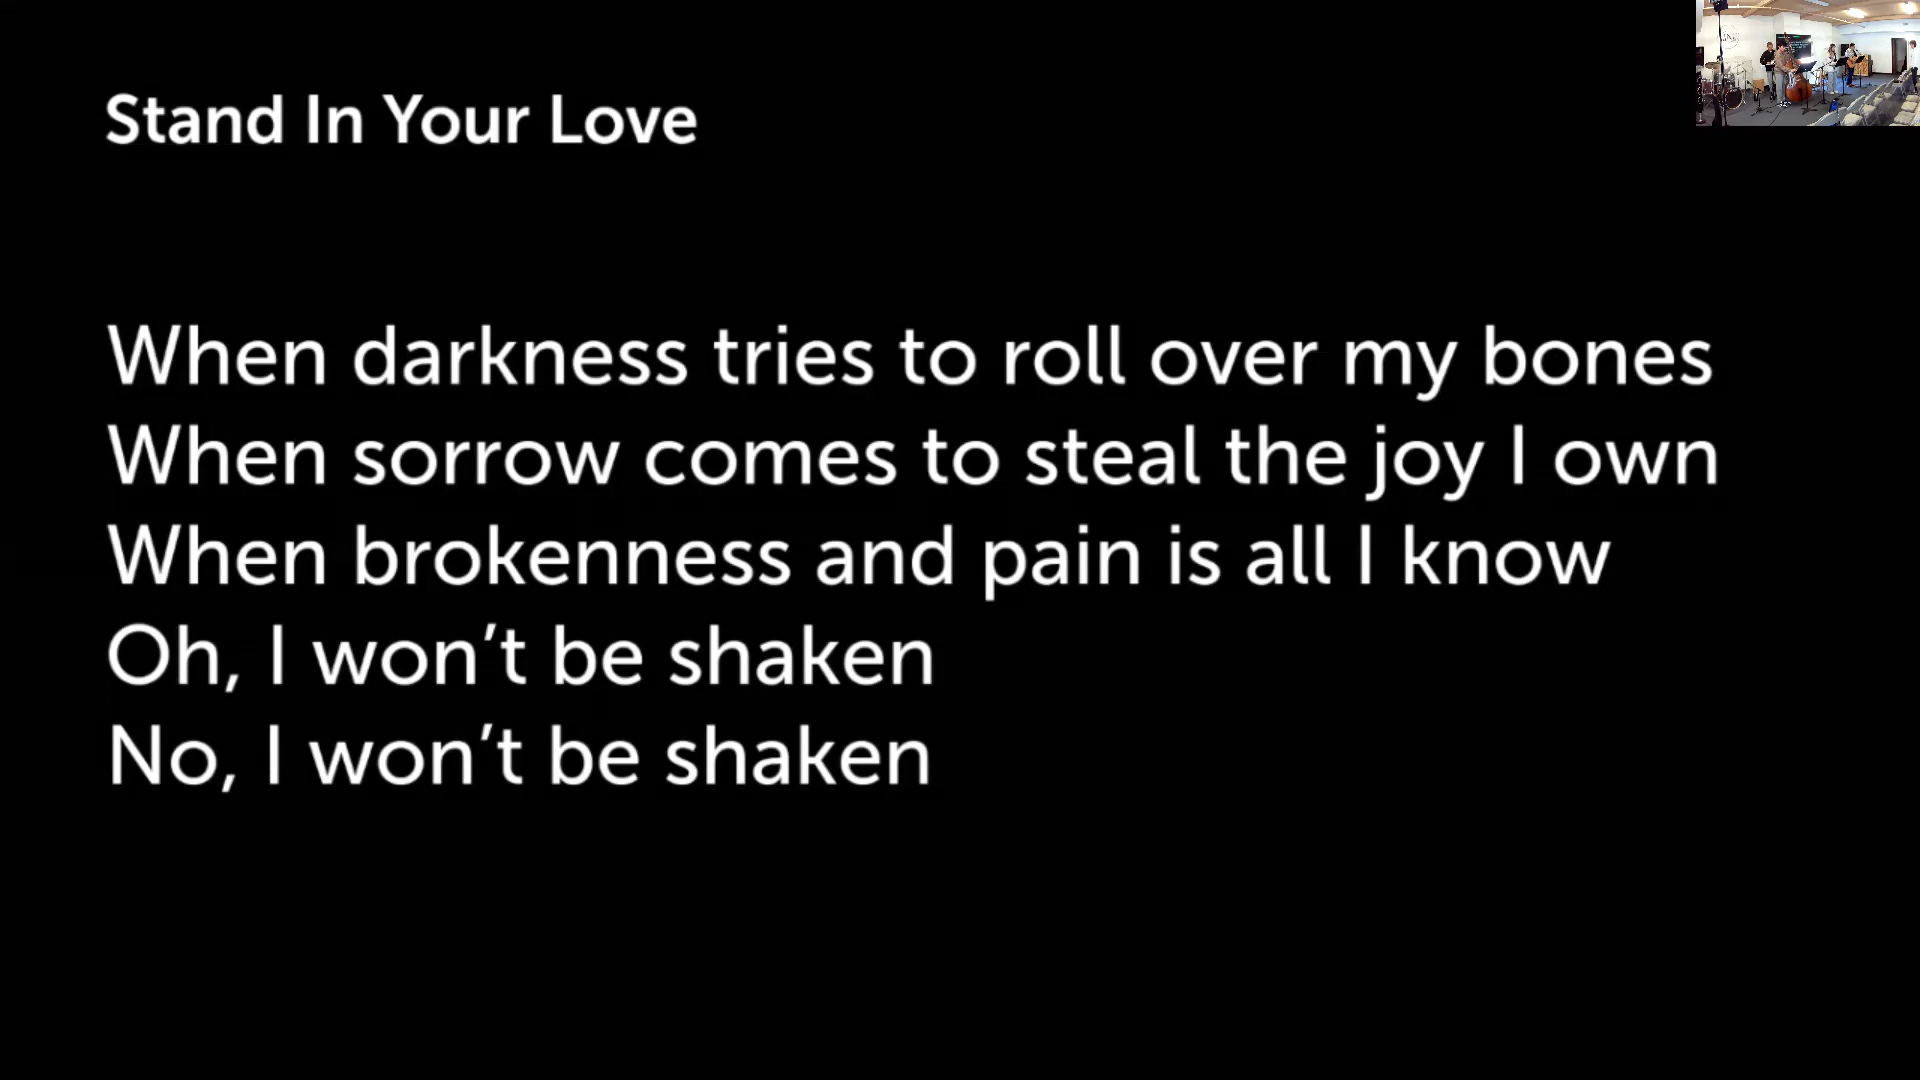 Stand In Your Love
When darkness tries to roll over my bones
When sorrow comes to steal the joy I own
When brokenness and pain is all I know
Oh, I won’t be shaken
No, I won’t be shaken